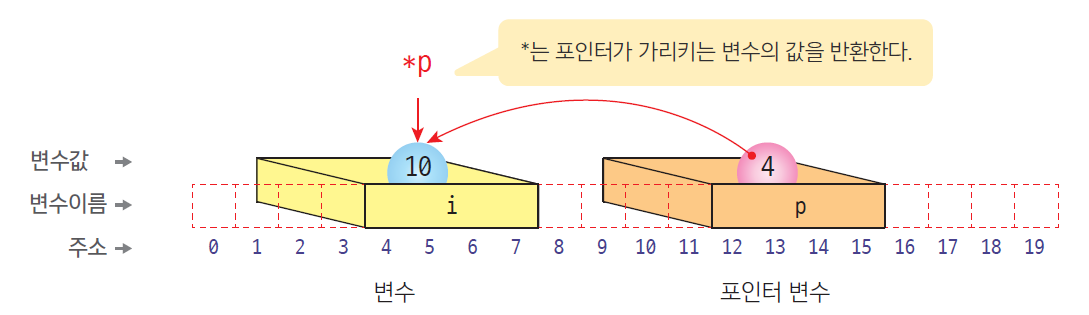 *는 포인터가 가리키는 변수의 값을 반환한다.
*p
변수값
10
4
변수이름
i
p
주소
0 1 2 3 4 5 6 7 8 9 10 11 12 13 14 15 16 17 18 19
변수
포인터 변수